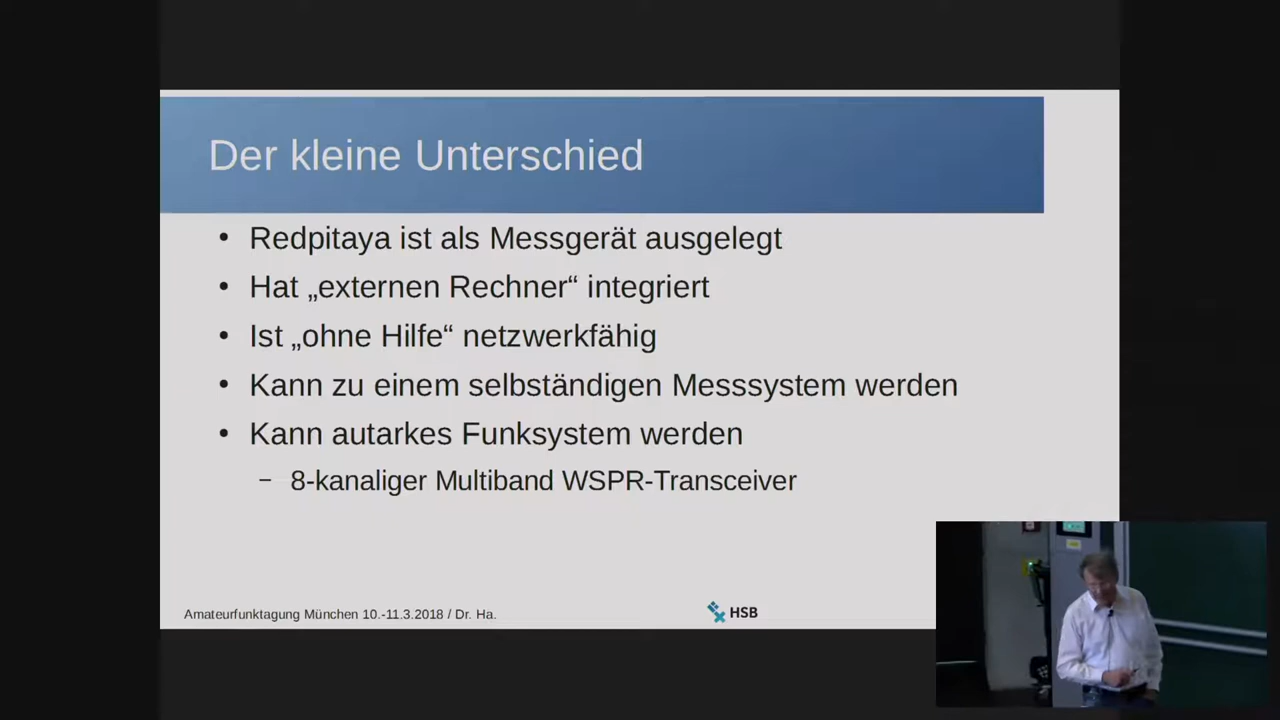 Der kleine Unterschied
• Redpitaya ist als Messgerät ausgelegt
• Hat „externen Rechner“ integriert
• Ist „ohne Hilfe“ netzwerkfähig
• Kann zu einem selbständigen Messsystem werden
• Kann autarkes Funksystem werden
– 8-kanaliger Multiband WSPR-Transceiver
Amateurfunktagung München 10.-11.3.2018 / Dr. Ha.
HSB